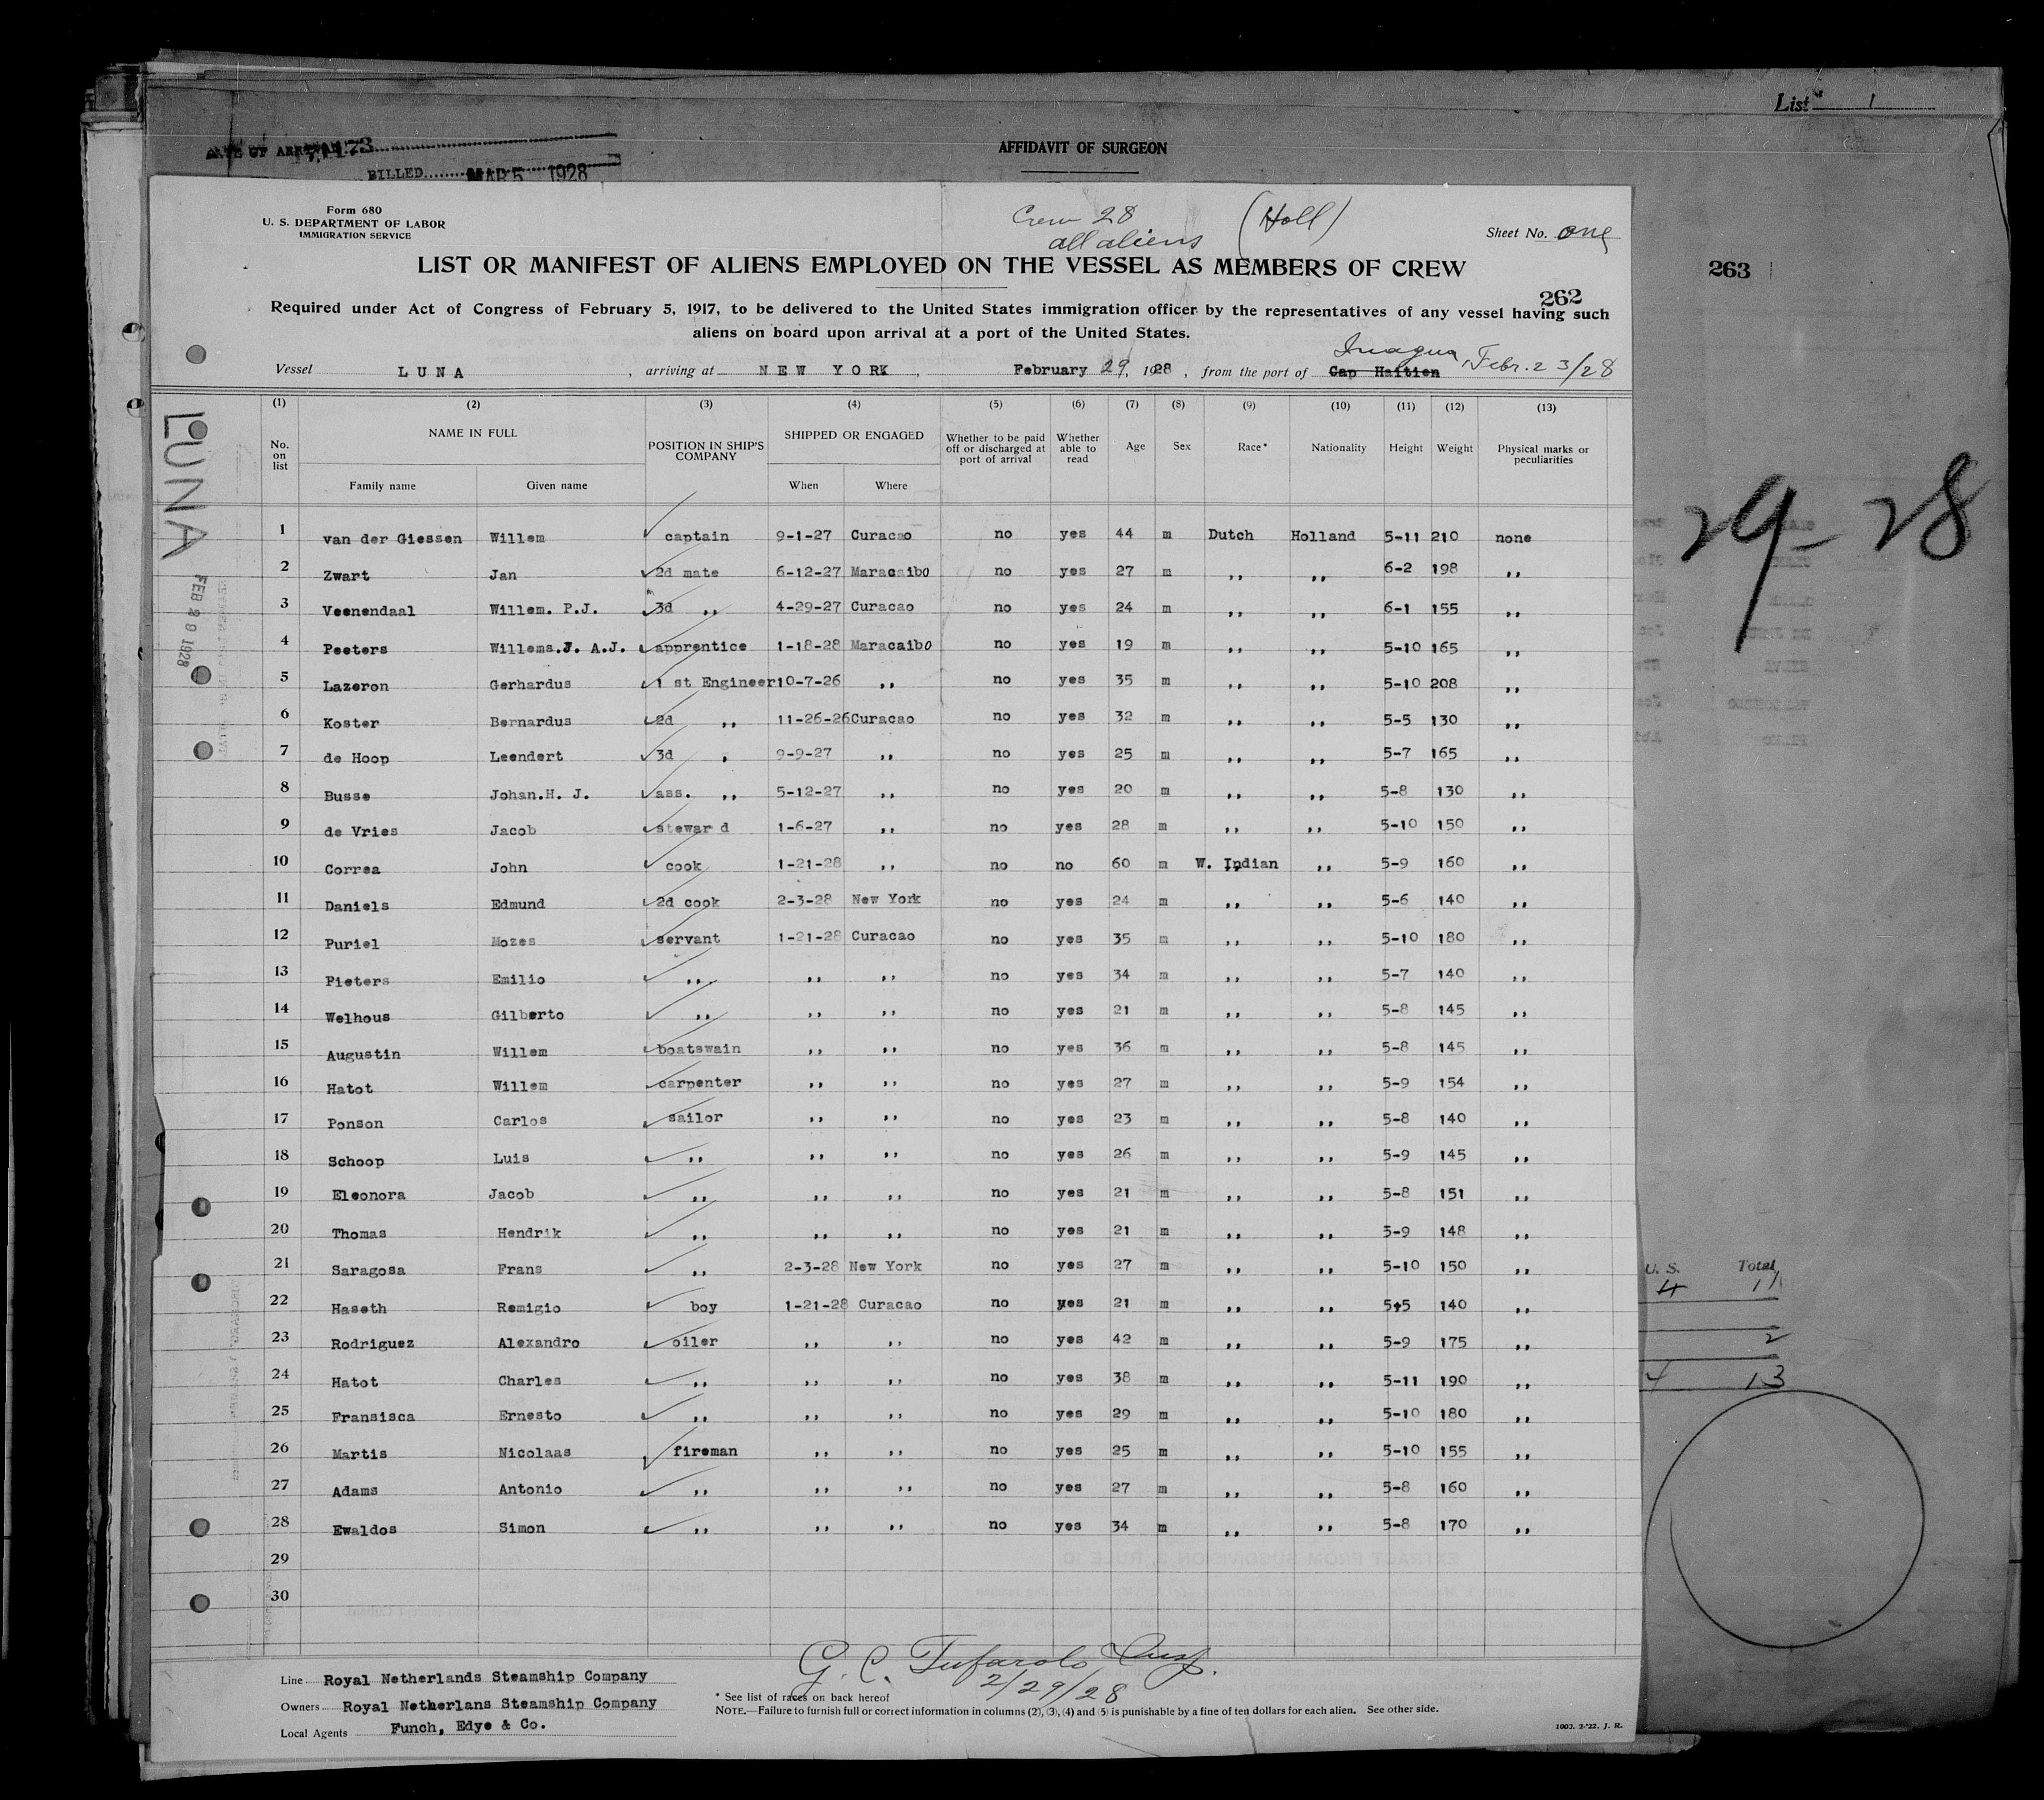 List 1
DATE OF ARRIVAL 173
AFFIDAVIT OF SURGEON
BILLED MAR 5 1928
Form 680
U. S. DEPARTMENT OF LABOR
IMMIGRATION SERVICE
Crew 28
all aliens
(Holl)
Sheet No. one
LIST OR MANIFEST OF ALIENS EMPLOYED ON THE VESSEL AS MEMBERS OF CREW
263
262
Required under Act of Congress of February 5, 1917, to be delivered to the United States immigration officer by the representatives of any vessel having such
aliens on board upon arrival at a port of the United States.
Vessel LUNA, arriving at NEW YORK, February 29, 1928, from the port of Cap Haitien Inagua, Febr. 23/28
(1) (2) (3) (4) (5) (6) (7) (8) (9) (10) (11) (12) (13)
No. on list NAME IN FULL Family name Given name POSITION IN SHIP'S COMPANY SHIPPED OR ENGAGED When Where Whether to be paid off or discharged at port of arrival Whether able to read Age Sex Race* Nationality Height Weight Physical marks or peculiarities
1 van der Giessen Willem captain 9-1-27 Curacao no yes 44 m Dutch Holland 5-11 210 none
2 Zwart Jan 2d mate 6-12-27 Maracaibo no yes 27 m ,, ,, 6-2 198 ,,
3 Veenendaal Willem. P.J. 3d ,, 4-29-27 Curacao no yes 24 m ,, ,, 6-1 155 ,,
4 Peeters Willems.J. A.J. apprentice 1-18-28 Maracaibo no yes 19 m ,, ,, 5-10 165 ,,
5 Lazeron Gerhardus 1 st Engineer 10-7-26 ,, no yes 35 m ,, ,, 5-10 208 ,,
6 Koster Bernardus 2d ,, 11-26-26 Curacao no yes 32 m ,, ,, 5-5 130 ,,
7 de Hoop Leendert 3d , 9-9-27 ,, no yes 25 m ,, ,, 5-7 165 ,,
8 Busse Johan.H. J. ass. ,, 5-12-27 ,, no yes 20 m ,, ,, 5-8 130 ,,
9 de Vries Jacob steward 1-6-27 ,, no yes 28 m ,, ,, 5-10 150 ,,
10 Correa John cook 1-21-28 ,, no no 60 m W. Indian ,, 5-9 160 ,,
11 Daniels Edmund 2d cook 2-3-28 New York no yes 24 m ,, ,, 5-6 140 ,,
12 Puriel Mozes servant 1-21-28 Curacao no yes 35 m ,, ,, 5-10 180 ,,
13 Pieters Emilio ,, ,, ,, no yes 34 m ,, ,, 5-7 140 ,,
14 Welhous Gilberto ,, ,, ,, no yes 21 m ,, ,, 5-8 145 ,,
15 Augustin Willem boatswain ,, ,, no yes 36 m ,, ,, 5-8 145 ,,
16 Hatot Willem carpenter ,, ,, no yes 27 m ,, ,, 5-9 154 ,,
17 Ponson Carlos sailor ,, ,, no yes 23 m ,, ,, 5-8 140 ,,
18 Schoop Luis ,, ,, ,, no yes 26 m ,, ,, 5-9 145 ,,
19 Eleonora Jacob ,, ,, ,, no yes 21 m ,, ,, 5-8 151 ,,
20 Thomas Hendrik ,, ,, ,, no yes 21 m ,, ,, 5-9 148 ,,
21 Saragosa Frans ,, 2-3-28 New York no yes 27 m ,, ,, 5-10 150 ,,
22 Haseth Remigio boy 1-21-28 Curacao no yes 21 m ,, ,, 5+5 140 ,,
23 Rodriguez Alexandro oiler ,, ,, no yes 42 m ,, ,, 5-9 175 ,,
24 Hatot Charles ,, ,, ,, no yes 38 m ,, ,, 5-11 190 ,,
25 Fransisca Ernesto ,, ,, ,, no yes 29 m ,, ,, 5-10 180 ,,
26 Martis Nicolaas fireman ,, ,, no yes 25 m ,, ,, 5-10 155 ,,
27 Adams Antonio ,, ,, ,, no yes 27 m ,, ,, 5-8 160 ,,
28 Ewaldos Simon ,, ,, ,, no yes 34 m ,, ,, 5-8 170 ,,
29
30
LUNA
FEB 29 1928
29-28
U. S. Total
4 11
2
4 13
G. C. Tufarolo Insp.
2/29/28
Line Royal Netherlands Steamship Company
Owners Royal Netherlans Steamship Company
Local Agents Funch, Edye & Co.
* See list of races on back hereof
NOTE.—Failure to furnish full or correct information in columns (2), (3), (4) and (5) is punishable by a fine of ten dollars for each alien. See other side.
1003. 2-'22. J. R.